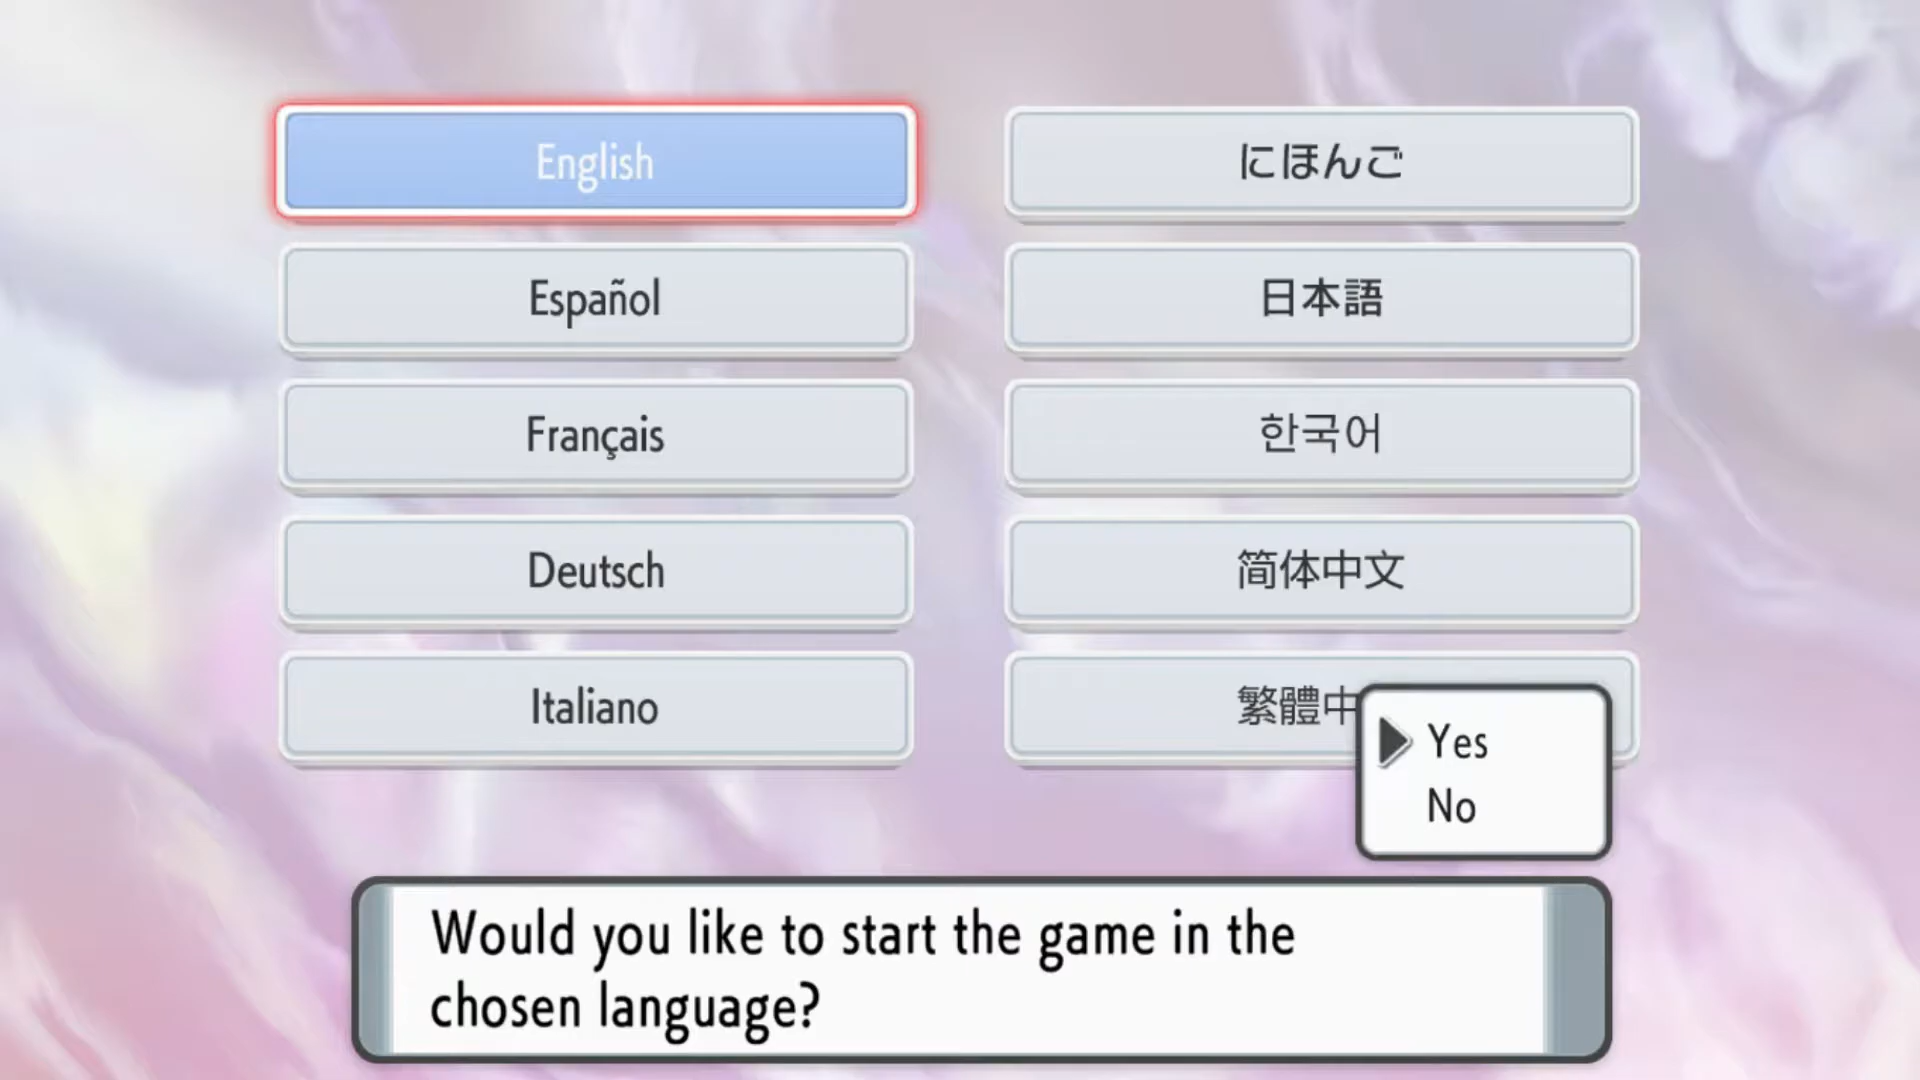 English
Español
Français
Deutsch
Italiano
にほんご
日本語
한국어
简体中文
繁體中
Yes
No
Would you like to start the game in the
chosen language?